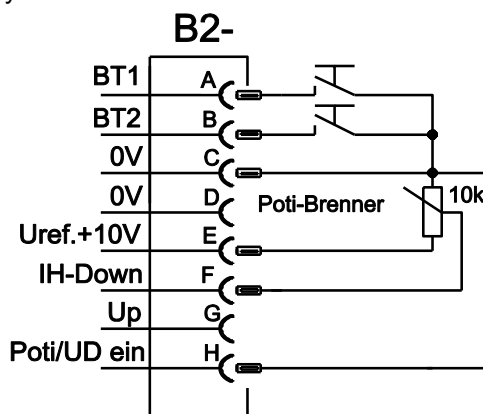 B2-
BT1 A
BT2 B
0V C
0V D Poti-Brenner 10k
Uref.+10V E
IH-Down F
Up G
Poti/UD ein H